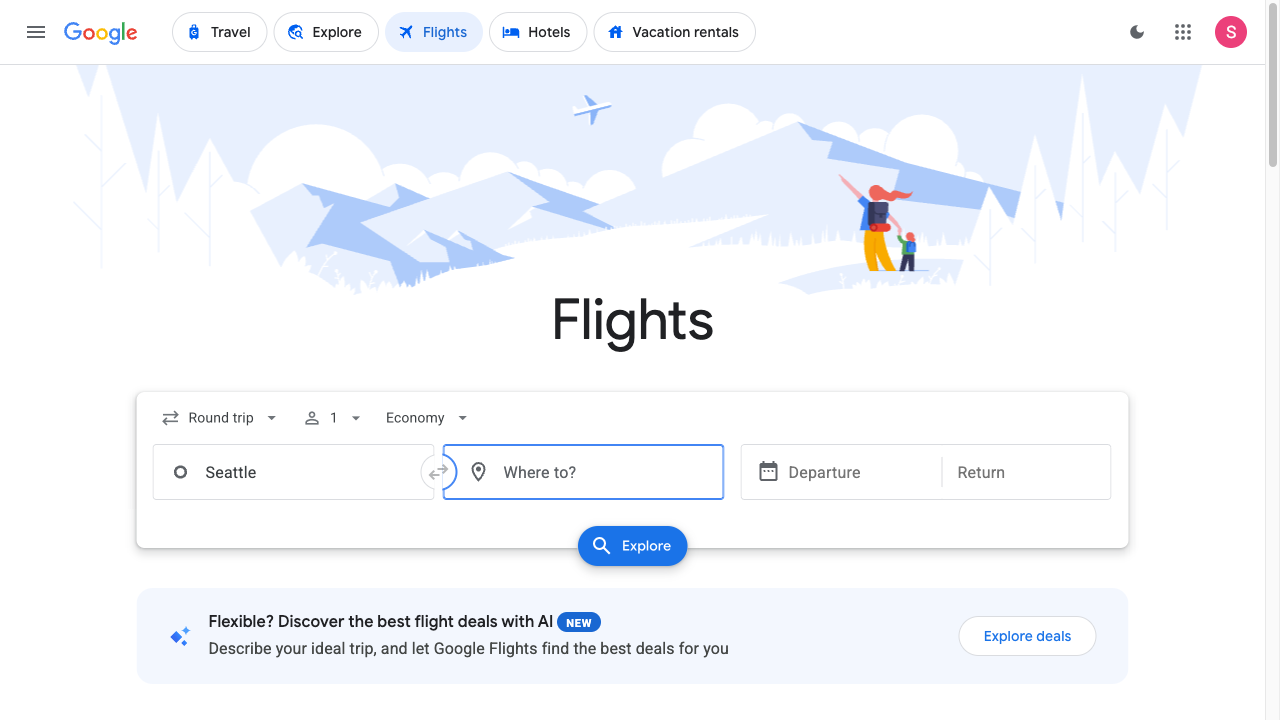 Google
Travel
Explore
Flights
Hotels
Vacation rentals
S
Flights
Round trip
1
Economy
Seattle
Where to?
Departure
Return
Explore
Flexible? Discover the best flight deals with AI NEW
Describe your ideal trip, and let Google Flights find the best deals for you
Explore deals